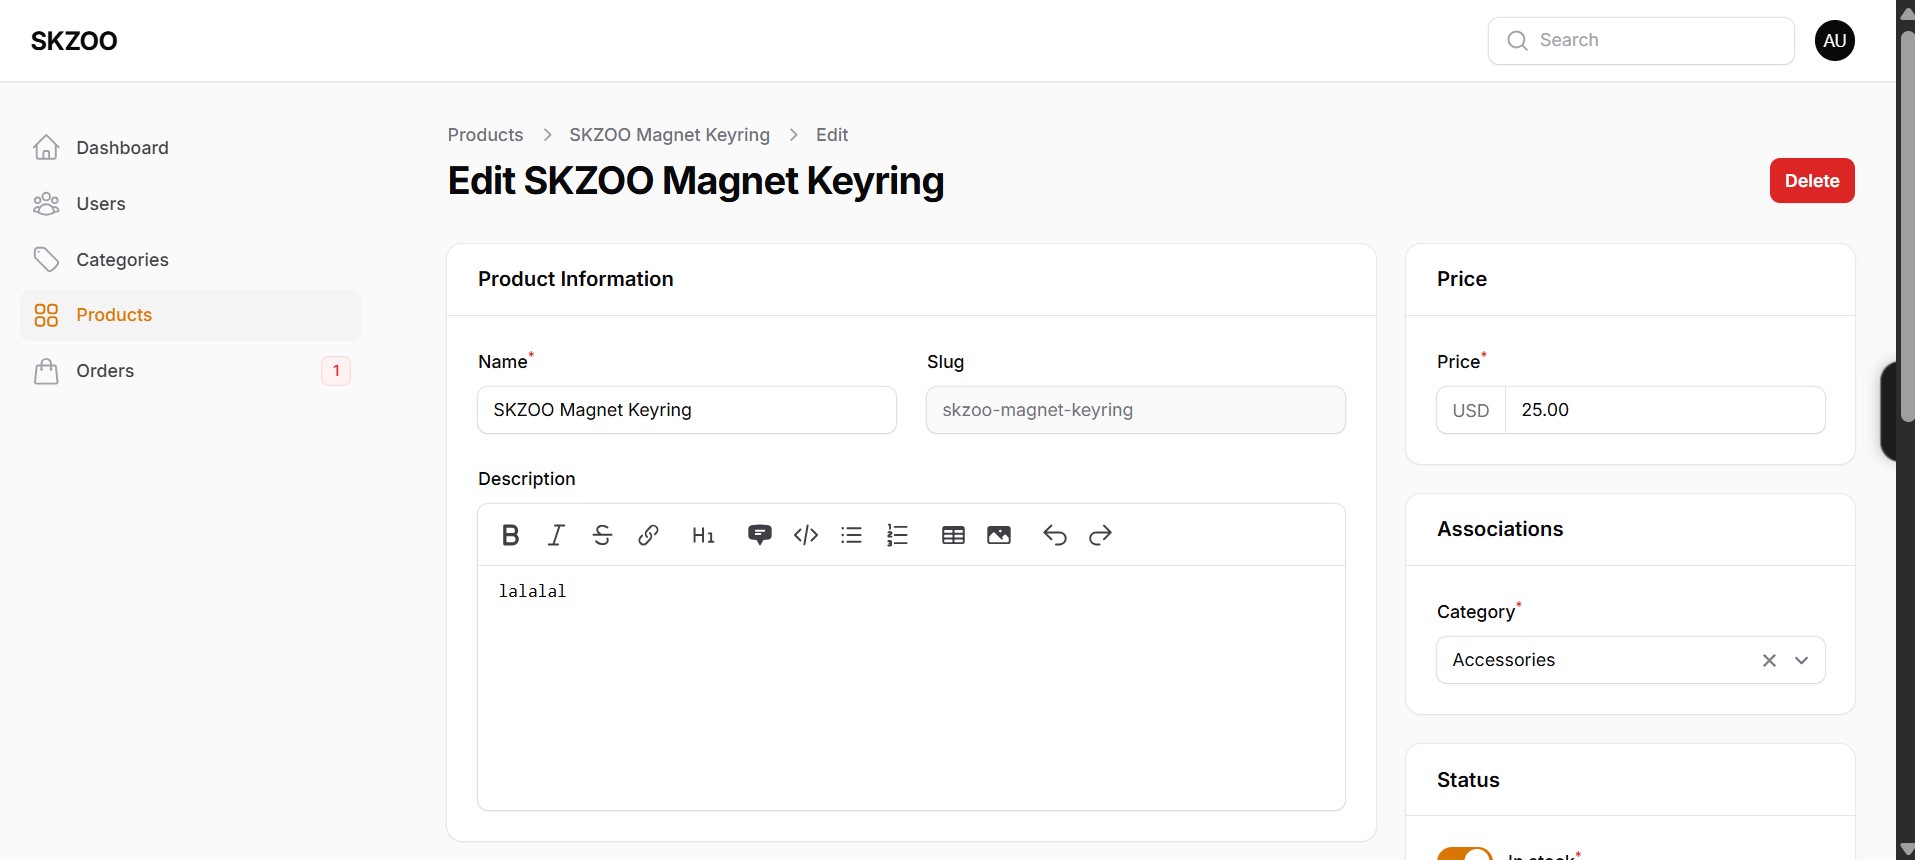 SKZOO
Search
AU
Dashboard
Users
Categories
Products
Orders
1
Products > SKZOO Magnet Keyring > Edit
Edit SKZOO Magnet Keyring
Delete
Product Information
Name*
SKZOO Magnet Keyring
Slug
skzoo-magnet-keyring
Description
H1
lalalal
Price
Price*
USD 25.00
Associations
Category*
Accessories
Status
In stock*